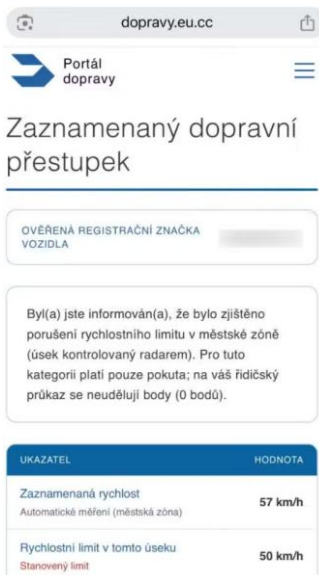 dopravy.eu.cc
Portál
dopravy
Zaznamenaný dopravní
přestupek
OVĚŘENÁ REGISTRAČNÍ ZNAČKA
VOZIDLA
Byl(a) jste informován(a), že bylo zjištěno
porušení rychlostního limitu v městské zóně
(úsek kontrolovaný radarem). Pro tuto
kategorii platí pouze pokuta; na váš řidičský
průkaz se neudělují body (0 bodů).
UKAZATEL HODNOTA
Zaznamenaná rychlost
Automatické měření (městská zóna)
57 km/h
Rychlostní limit v tomto úseku
Stanovený limit
50 km/h